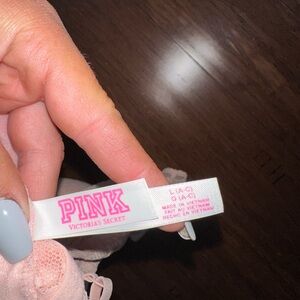 PINK
VICTORIA'S SECRET
L (A-C)
G (A-C)
MADE IN VIETNAM
FAIT AU VIETNAM
HECHO EN VIETNAM